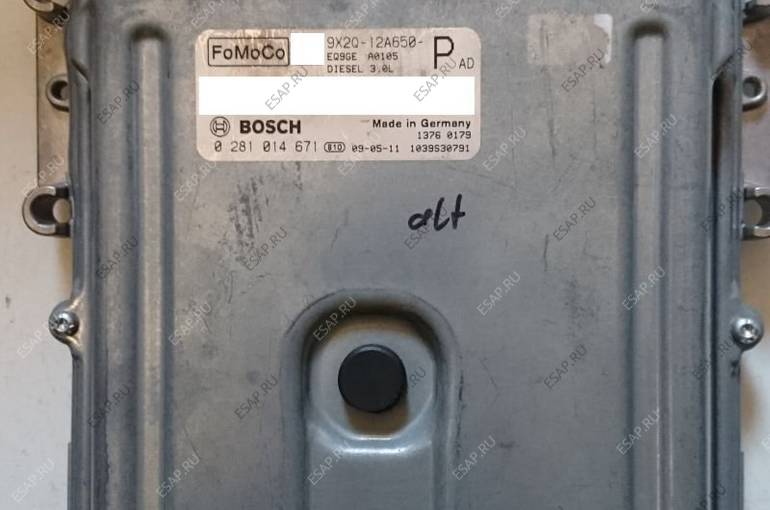 FoMoCo 9X2Q-12A650- P AD
EQ9GE A0105
DIESEL 3.0L
BOSCH Made in Germany
1376 0179
0 281 014 671 810 09-05-11 1039S30791
alt
ESAP.RU